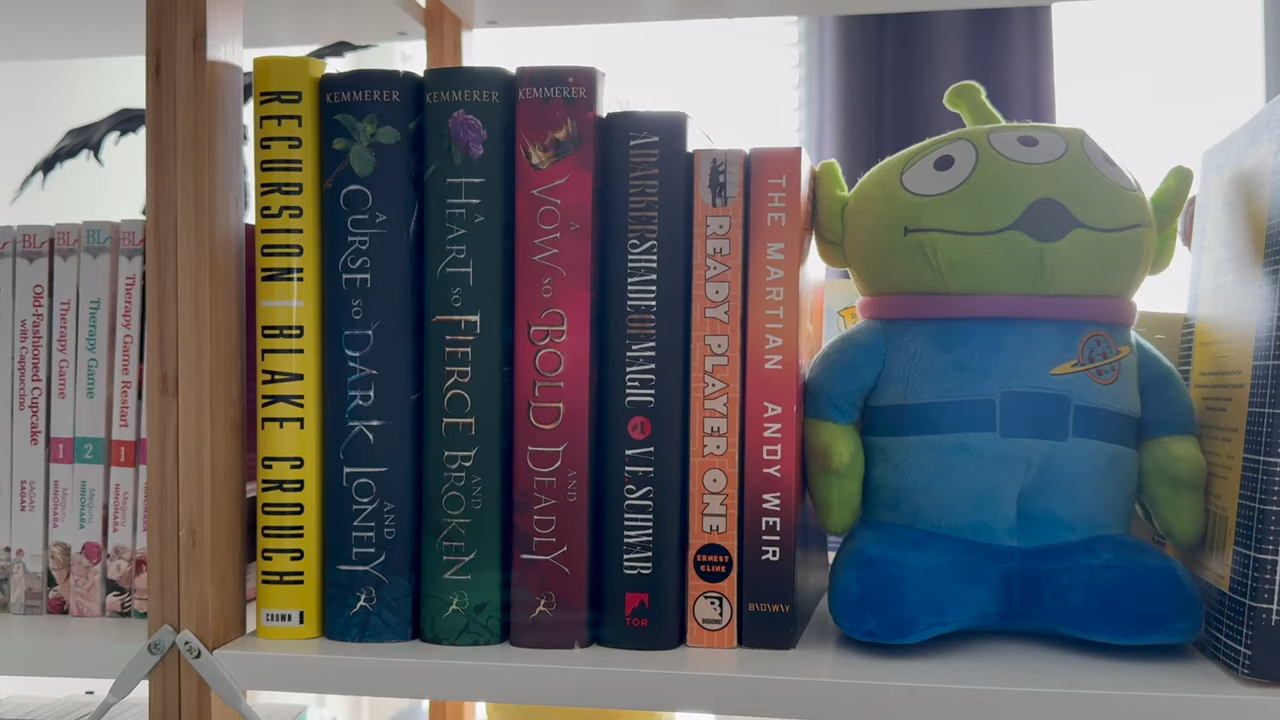 BL
Old-Fashioned Cupcake
with Cappuccino
SAGAN
SAGAN
BL
Therapy Game
1
Meguru
HINOHARA
BL
Therapy Game
2
Meguru
HINOHARA
BL
Therapy Game Restart
1
Meguru
HINOHARA
RECURSION | BLAKE CROUCH
CROWN
KEMMERER
A CURSE SO DARK AND LONELY
KEMMERER
A HEART SO FIERCE AND BROKEN
KEMMERER
A VOW SO BOLD AND DEADLY
A DARKER SHADE OF MAGIC #1 V. E. SCHWAB
TOR
READY PLAYER ONE
ERNEST
CLINE
BROADWAY
THE MARTIAN ANDY WEIR
B\D\W\Y